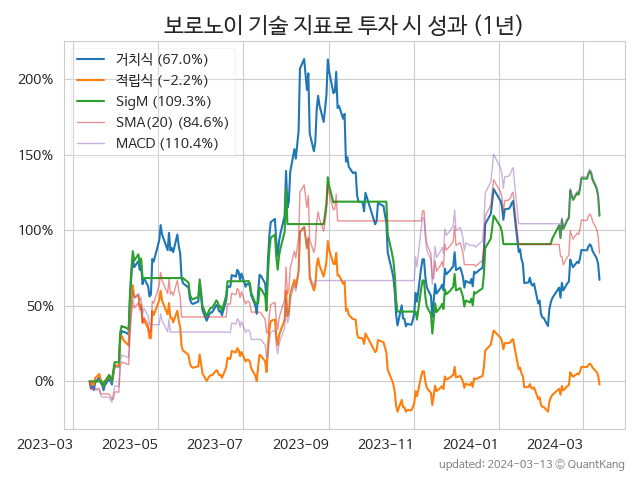 보로노이 기술 지표로 투자 시 성과 (1년)
거치식 (67.0%)
적립식 (-2.2%)
SigM (109.3%)
SMA(20) (84.6%)
MACD (110.4%)
200%
150%
100%
50%
0%
2023-03 2023-05 2023-07 2023-09 2023-11 2024-01 2024-03
updated: 2024-03-13 © QuantKang